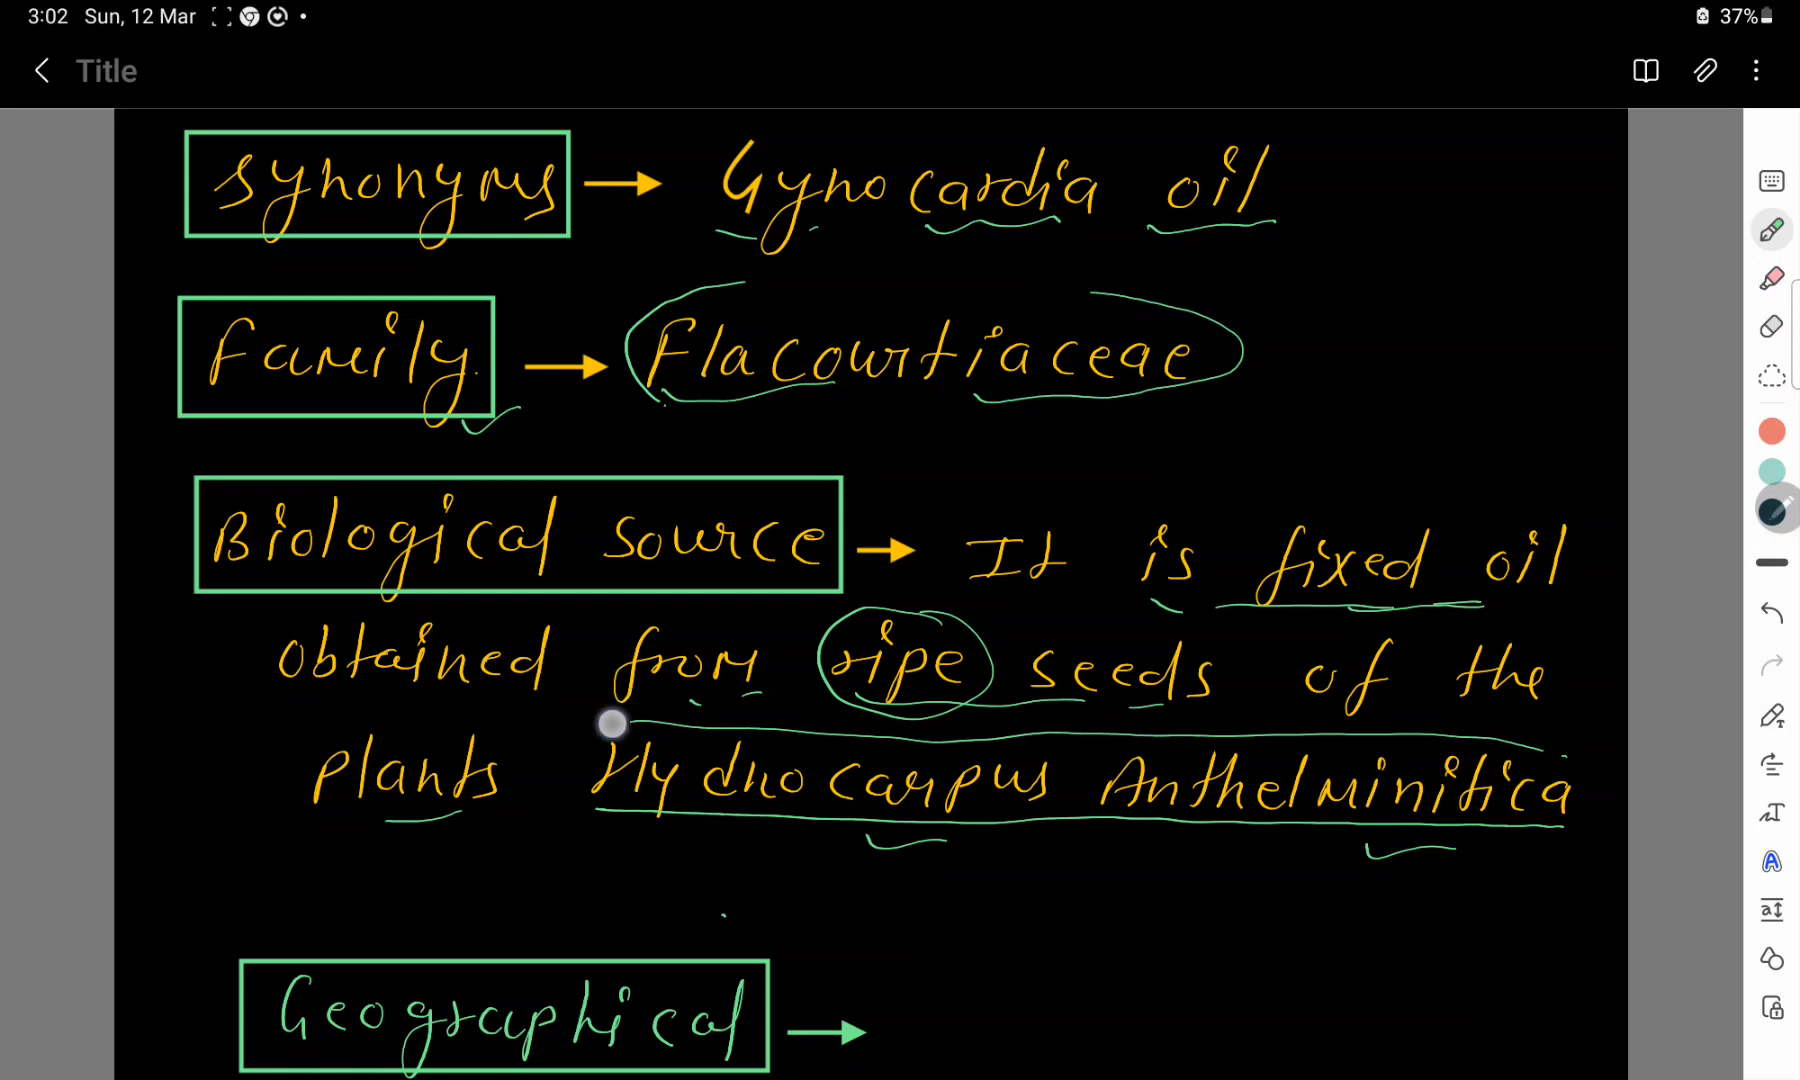 3:02 Sun, 12 Mar 37%
Title
Synonyms → Gynocardia oil
Family → Flacourtiaceae
Biological source → It is fixed oil
obtained from ripe seeds of the
plants Hydnocarpus Anthelminitica
Geographical →